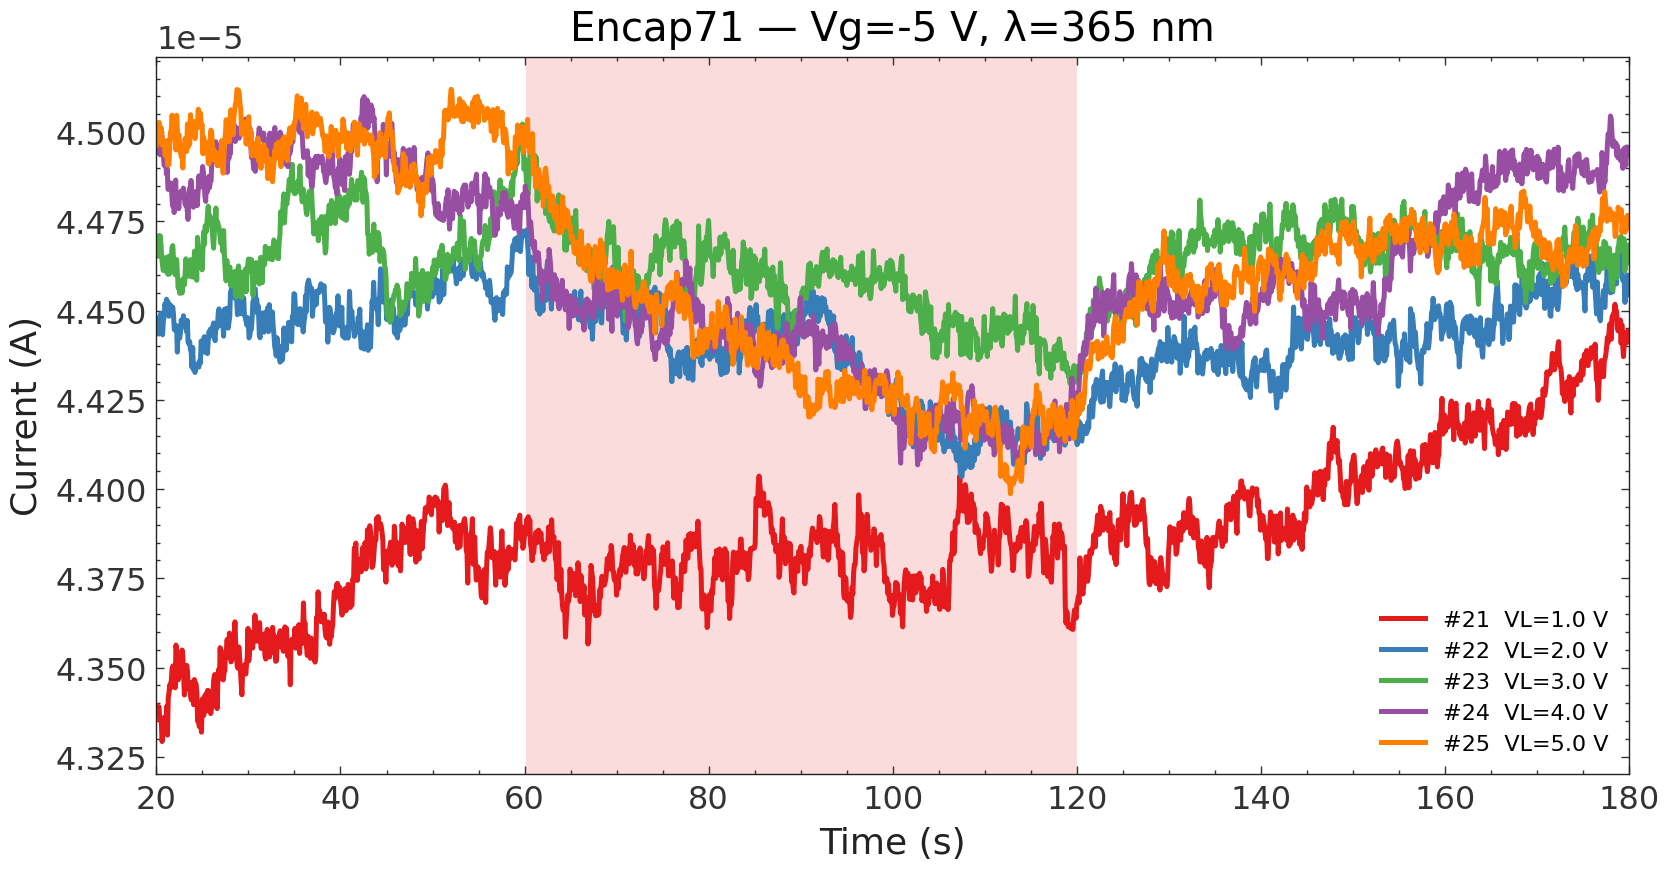 Encap71 — Vg=-5 V, λ=365 nm
1e−5
4.500
4.475
4.450
4.425
4.400
4.375
4.350
4.325
Current (A)
20 40 60 80 100 120 140 160 180
Time (s)
#21 VL=1.0 V
#22 VL=2.0 V
#23 VL=3.0 V
#24 VL=4.0 V
#25 VL=5.0 V